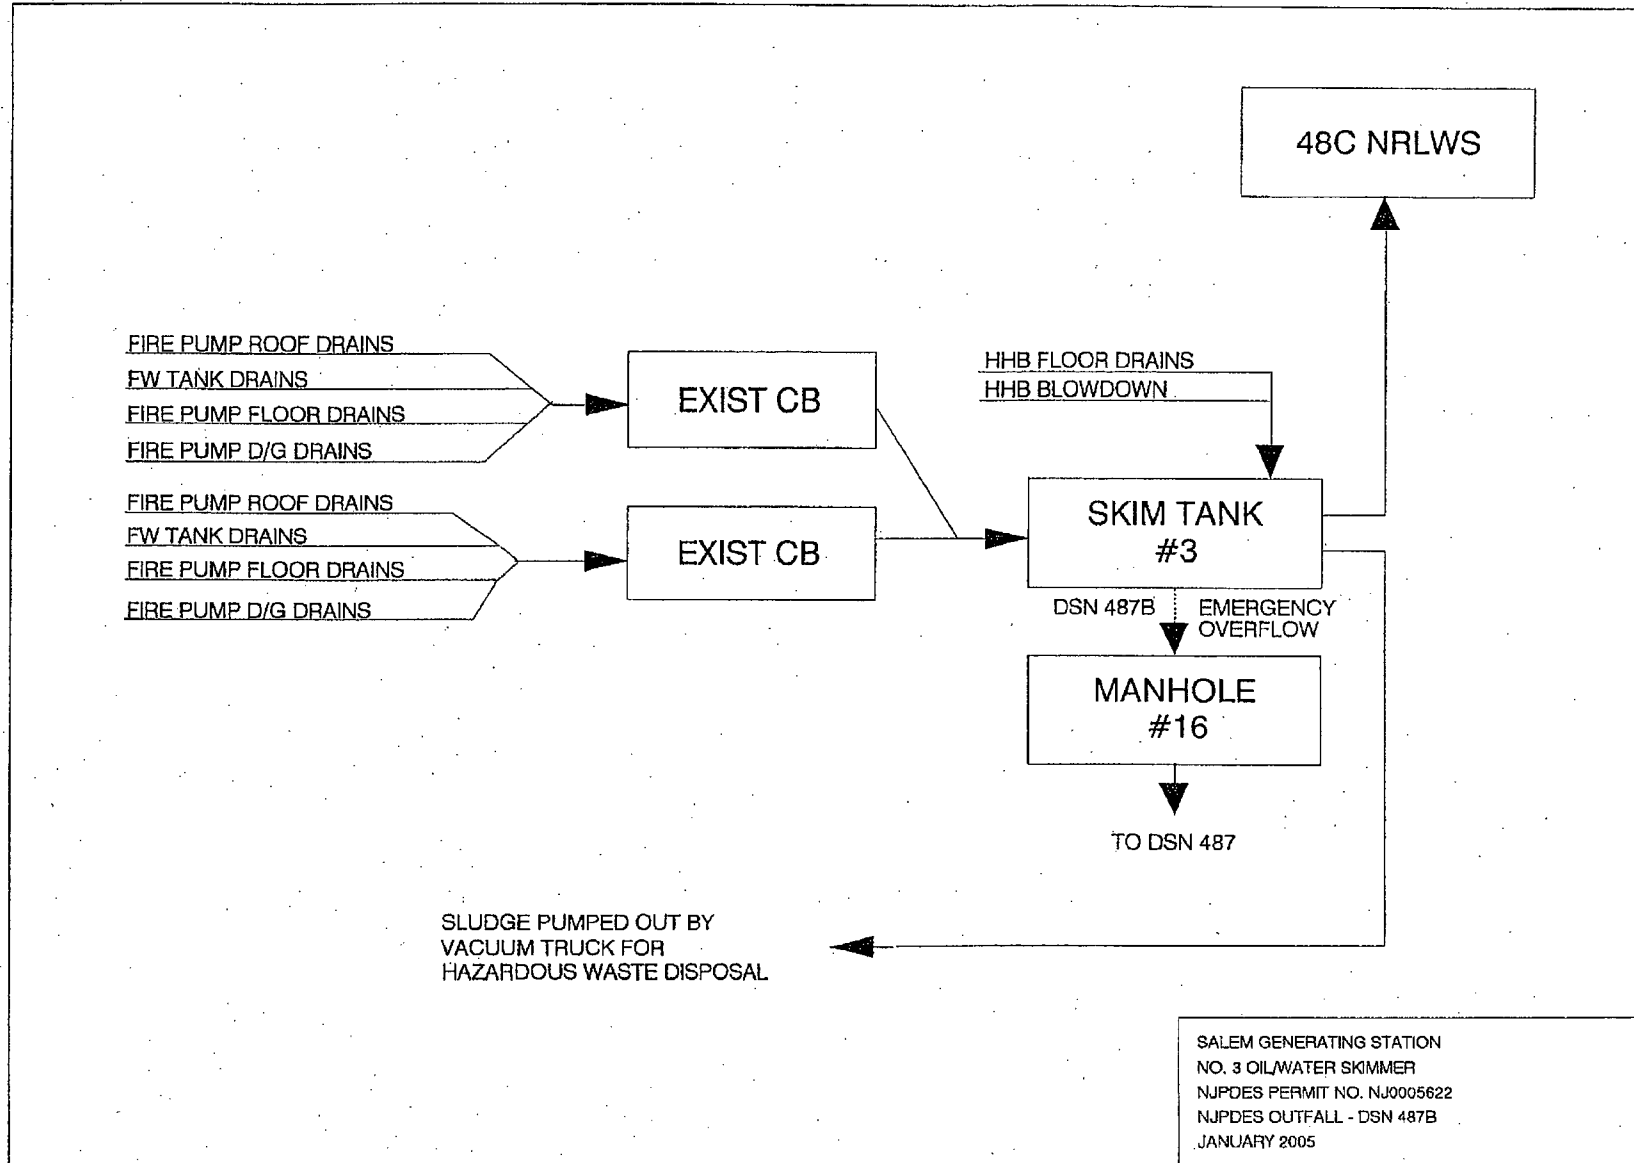 48C NRLWS
FIRE PUMP ROOF DRAINS
FW TANK DRAINS
FIRE PUMP FLOOR DRAINS
FIRE PUMP D/G DRAINS
EXIST CB
HHB FLOOR DRAINS
HHB BLOWDOWN
FIRE PUMP ROOF DRAINS
FW TANK DRAINS
FIRE PUMP FLOOR DRAINS
FIRE PUMP D/G DRAINS
EXIST CB
SKIM TANK
#3
DSN 487B
EMERGENCY
OVERFLOW
MANHOLE
#16
TO DSN 487
SLUDGE PUMPED OUT BY
VACUUM TRUCK FOR
HAZARDOUS WASTE DISPOSAL
SALEM GENERATING STATION
NO. 3 OIL/WATER SKIMMER
NJPDES PERMIT NO. NJ0005622
NJPDES OUTFALL - DSN 487B
JANUARY 2005